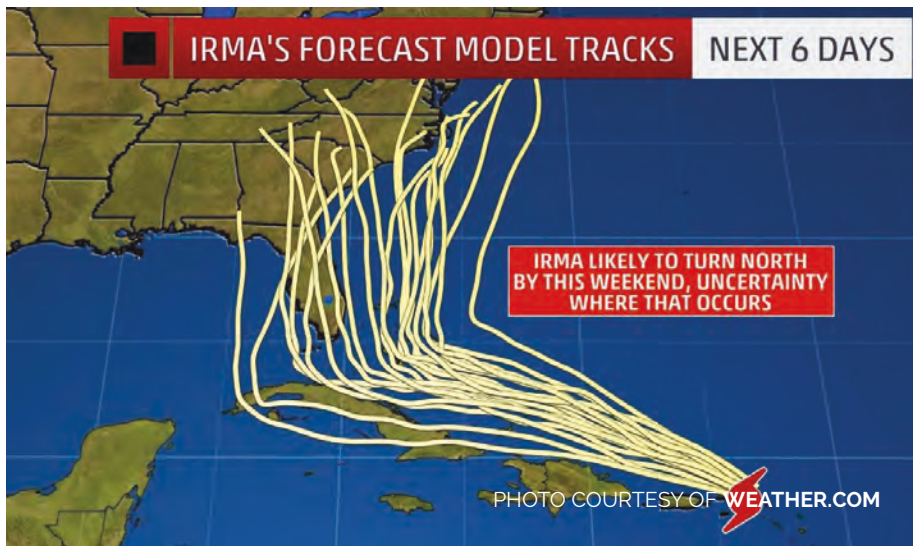 IRMA'S FORECAST MODEL TRACKS
NEXT 6 DAYS
IRMA LIKELY TO TURN NORTH
BY THIS WEEKEND, UNCERTAINTY
WHERE THAT OCCURS
PHOTO COURTESY OF WEATHER.COM